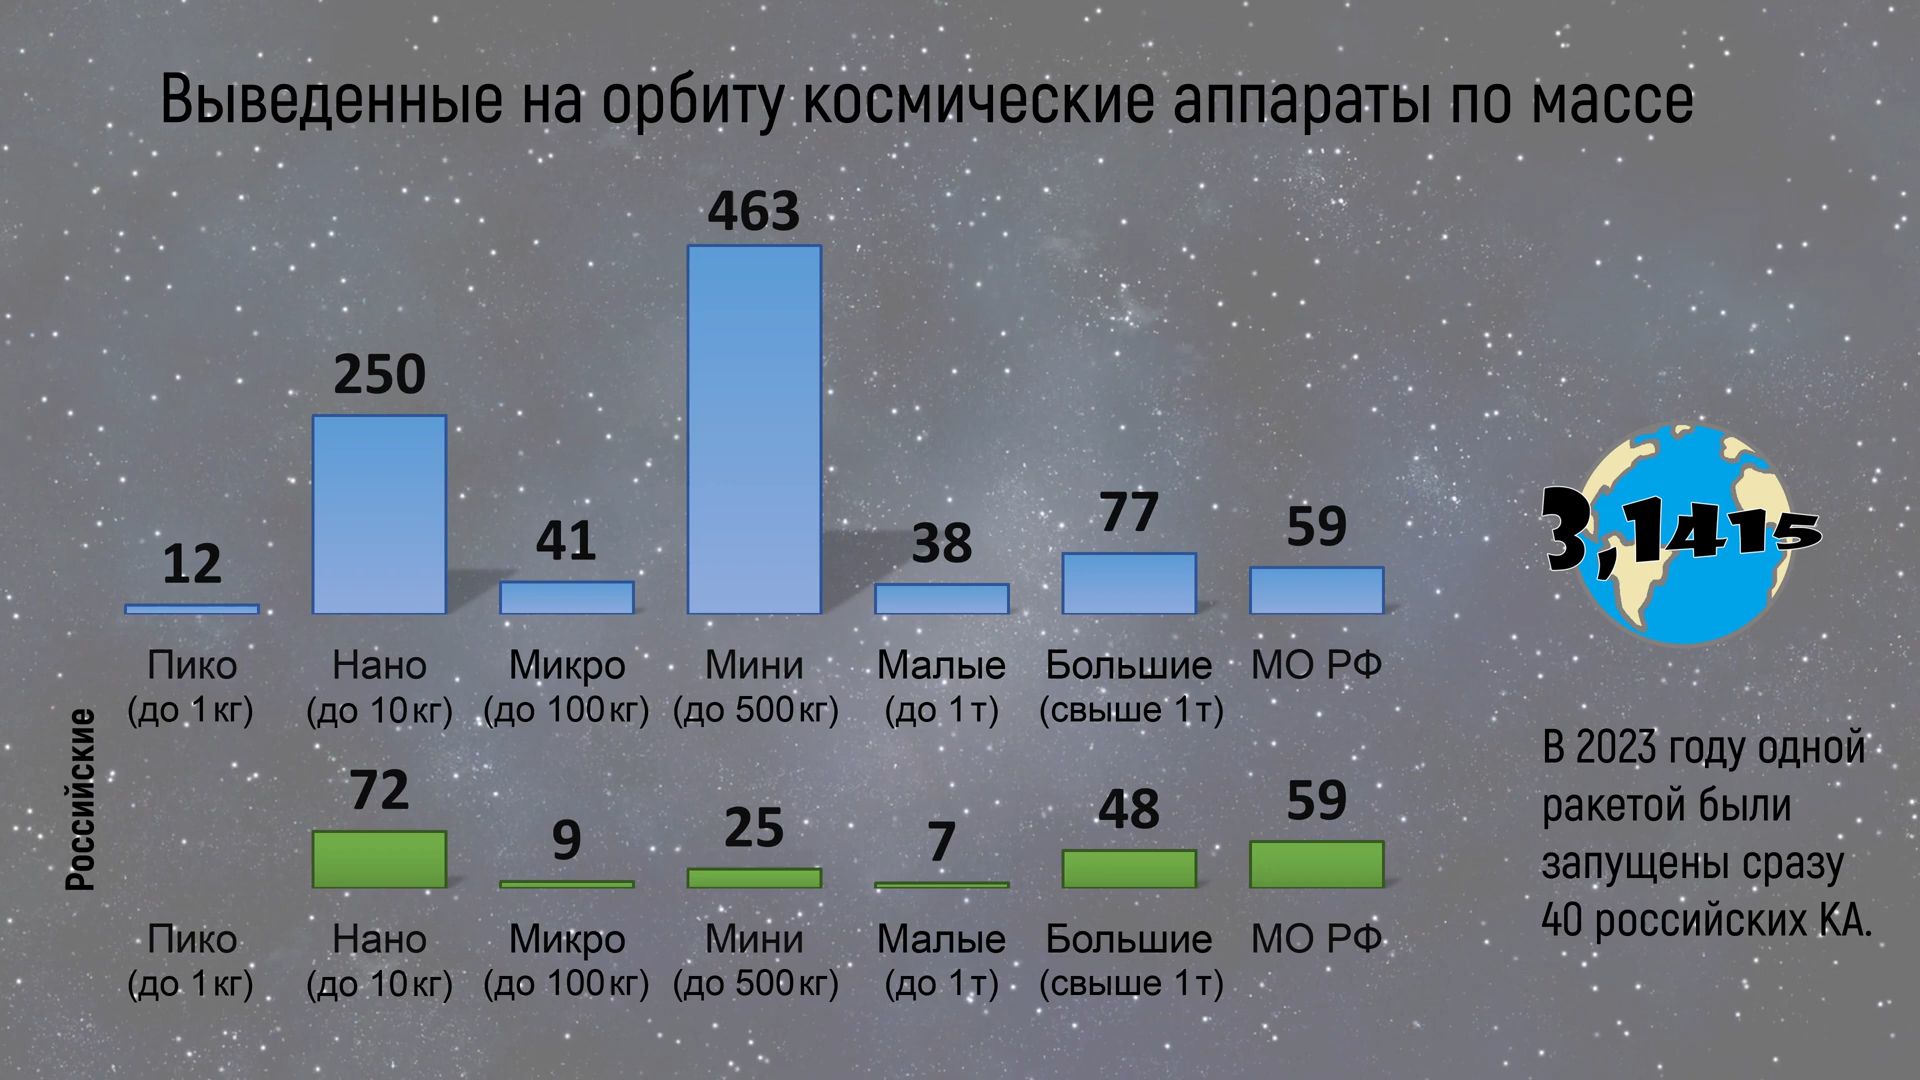 Выведенные на орбиту космические аппараты по массе
463
250
77
59
41
38
12
Пико
(до 1 кг)
Нано
(до 10 кг)
Микро
(до 100 кг)
Мини
(до 500 кг)
Малые
(до 1 т)
Большие
(свыше 1 т)
МО РФ
Российские
72
9
25
7
48
59
Пико
(до 1 кг)
Нано
(до 10 кг)
Микро
(до 100 кг)
Мини
(до 500 кг)
Малые
(до 1 т)
Большие
(свыше 1 т)
МО РФ
3,1415
В 2023 году одной
ракетой были
запущены сразу
40 российских КА.